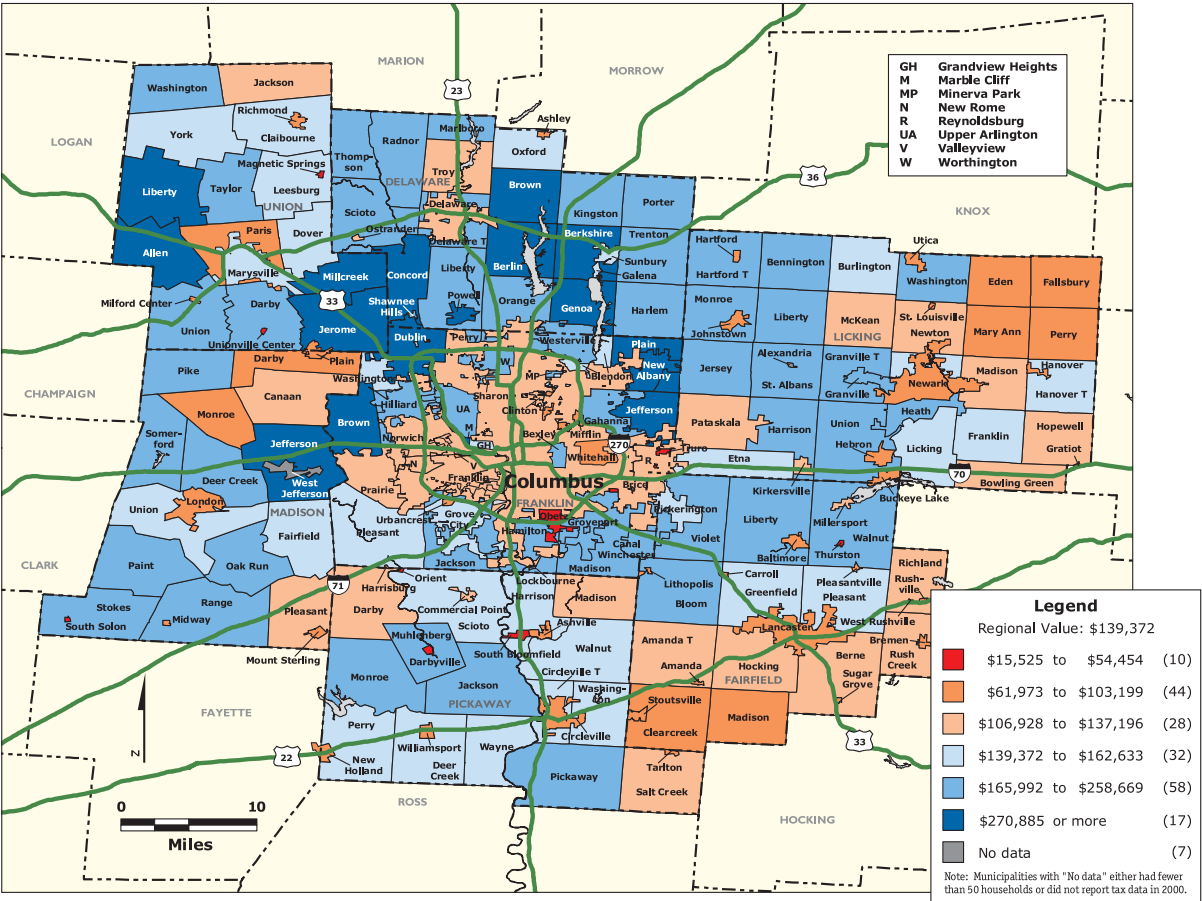 MARION
MORROW
LOGAN
KNOX
CHAMPAIGN
CLARK
FAYETTE
ROSS
HOCKING
UNION
DELAWARE
LICKING
MADISON
FRANKLIN
PICKAWAY
FAIRFIELD
GH Grandview Heights
M Marble Cliff
MP Minerva Park
N New Rome
R Reynoldsburg
UA Upper Arlington
V Valleyview
W Worthington
23
36
33
270
70
71
22
33
Washington
Jackson
Richmond
Claibourne
York
Magnetic Springs
Leesburg
Liberty
Taylor
Dover
Paris
Allen
Marysville
Millcreek
Milford Center
Darby
Union
Unionville Center
Jerome
Thomp-
son
Radnor
Marlboro
Ashley
Oxford
Troy
Brown
Delaware
Scioto
Ostrander
Delaware T
Kingston
Porter
Berkshire
Trenton
Sunbury
Galena
Concord
Liberty
Berlin
Orange
Powell
Shawnee
Hills
Genoa
Harlem
Dublin
Perry
Westerville
Plain
New
Albany
Blendon
Jefferson
Washington
W
MP
Sharon
Clinton
Hilliard
UA
M
GH
Gahanna
Brown
Norwich
Bexley
Mifflin
Whitehall
Truro
R
N
V
Franklin
Columbus
Brice
Prairie
Obetz
Groveport
Urbancrest
Grove
City
Hamilton
Pleasant
Jackson
Canal
Winchester
Madison
Lockbourne
Pickerington
Violet
Pike
Darby
Plain
Canaan
Monroe
Somer-
ford
Jefferson
West
Jefferson
Deer Creek
London
Union
Fairfield
Paint
Oak Run
Stokes
Range
South Solon
Midway
Pleasant
Mount Sterling
Hartford
Hartford T
Bennington
Burlington
Utica
Washington
Eden
Fallsbury
Monroe
Johnstown
Liberty
McKean
St. Louisville
Newton
Mary Ann
Perry
Jersey
Alexandria
St. Albans
Granville T
Granville
Newark
Madison
Hanover
Hanover T
Heath
Pataskala
Harrison
Union
Hebron
Licking
Franklin
Hopewell
Gratiot
Etna
Kirkersville
Buckeye Lake
Bowling Green
Liberty
Millersport
Walnut
Baltimore
Thurston
Lithopolis
Bloom
Carroll
Greenfield
Pleasantville
Pleasant
Richland
Rush-
ville
West Rushville
Lancaster
Bremen
Rush
Creek
Berne
Sugar
Grove
Hocking
Amanda T
Amanda
Stoutsville
Clearcreek
Madison
Orient
Harrisburg
Darby
Commercial Point
Scioto
Harrison
Madison
Ashville
Muhlenberg
Darbyville
South Bloomfield
Walnut
Circleville T
Monroe
Jackson
Washing-
ton
Circleville
Perry
Williamsport
Wayne
New
Holland
Deer
Creek
Pickaway
Tarlton
Salt Creek
N
0 10
Miles
Legend
Regional Value: $139,372
$15,525 to $54,454 (10)
$61,973 to $103,199 (44)
$106,928 to $137,196 (28)
$139,372 to $162,633 (32)
$165,992 to $258,669 (58)
$270,885 or more (17)
No data (7)
Note: Municipalities with "No data" either had fewer
than 50 households or did not report tax data in 2000.